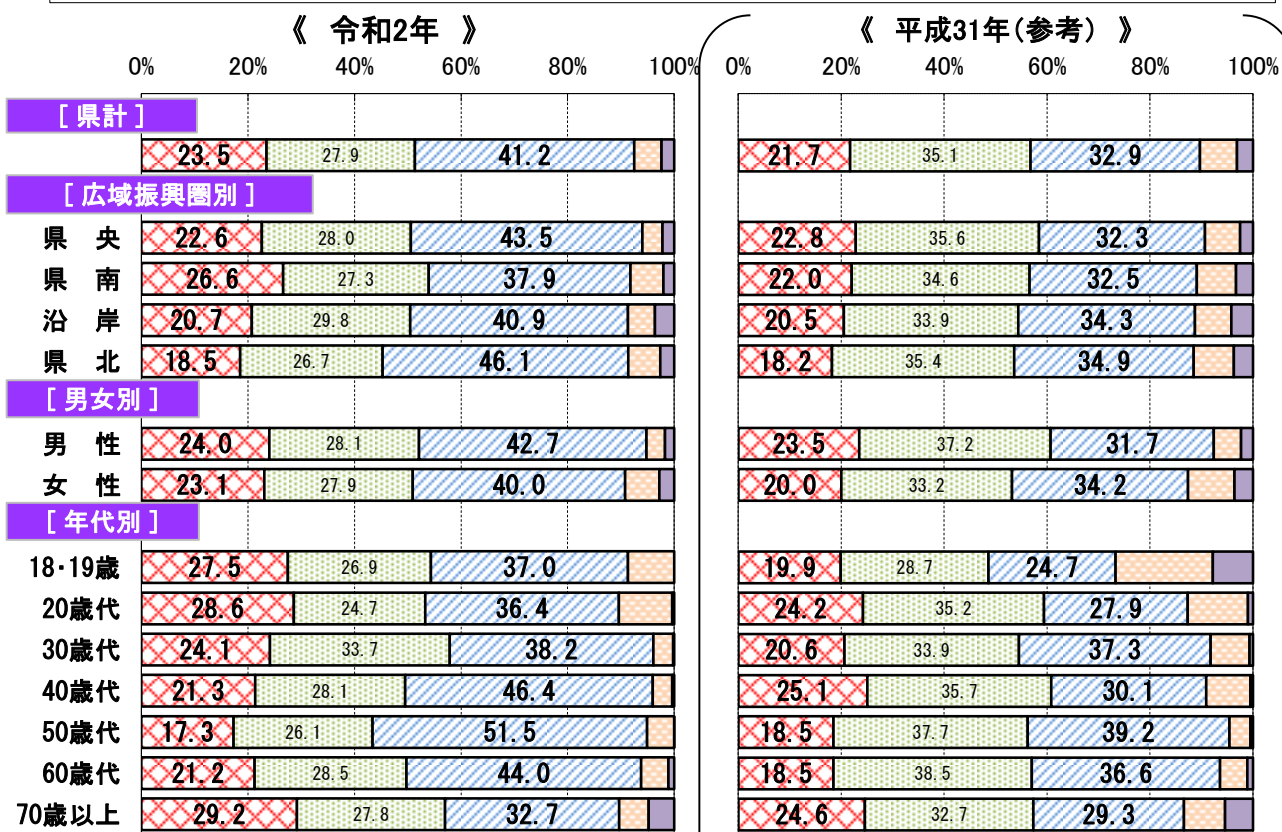 《 令和2年 》 《 平成31年(参考) 》
0% 20% 40% 60% 80% 100% 0% 20% 40% 60% 80% 100%
[ 県計 ]
23.5 27.9 41.2 21.7 35.1 32.9
[ 広域振興圏別 ]
県 央 22.6 28.0 43.5 22.8 35.6 32.3
県 南 26.6 27.3 37.9 22.0 34.6 32.5
沿 岸 20.7 29.8 40.9 20.5 33.9 34.3
県 北 18.5 26.7 46.1 18.2 35.4 34.9
[ 男女別 ]
男 性 24.0 28.1 42.7 23.5 37.2 31.7
女 性 23.1 27.9 40.0 20.0 33.2 34.2
[ 年代別 ]
18・19歳 27.5 26.9 37.0 19.9 28.7 24.7
20歳代 28.6 24.7 36.4 24.2 35.2 27.9
30歳代 24.1 33.7 38.2 20.6 33.9 37.3
40歳代 21.3 28.1 46.4 25.1 35.7 30.1
50歳代 17.3 26.1 51.5 18.5 37.7 39.2
60歳代 21.2 28.5 44.0 18.5 38.5 36.6
70歳以上 29.2 27.8 32.7 24.6 32.7 29.3